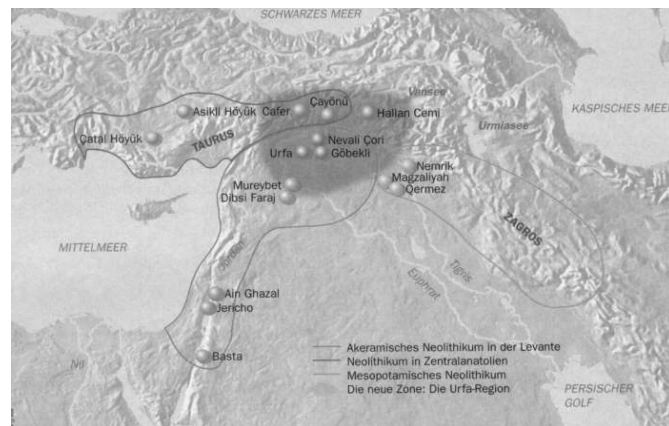 SCHWARZES MEER
KASPISCHES MEER
Vansee
Urmiasee
Çayönü
Asikli Höyük Cafer
Hallan Cemi
Çatal Höyük
TAURUS
Nevali Çori
Urfa
Göbekli
Nemrik
Magzaliyah
Qermez
Mureybet
Dibsi Faraj
ZAGROS
MITTELMEER
Jordan
Tigris
Euphrat
Ain Ghazal
Jericho
Basta
Nil
Akeramisches Neolithikum in der Levante
Neolithikum in Zentralanatolien
Mesopotamisches Neolithikum
Die neue Zone: Die Urfa-Region
PERSISCHER
GOLF